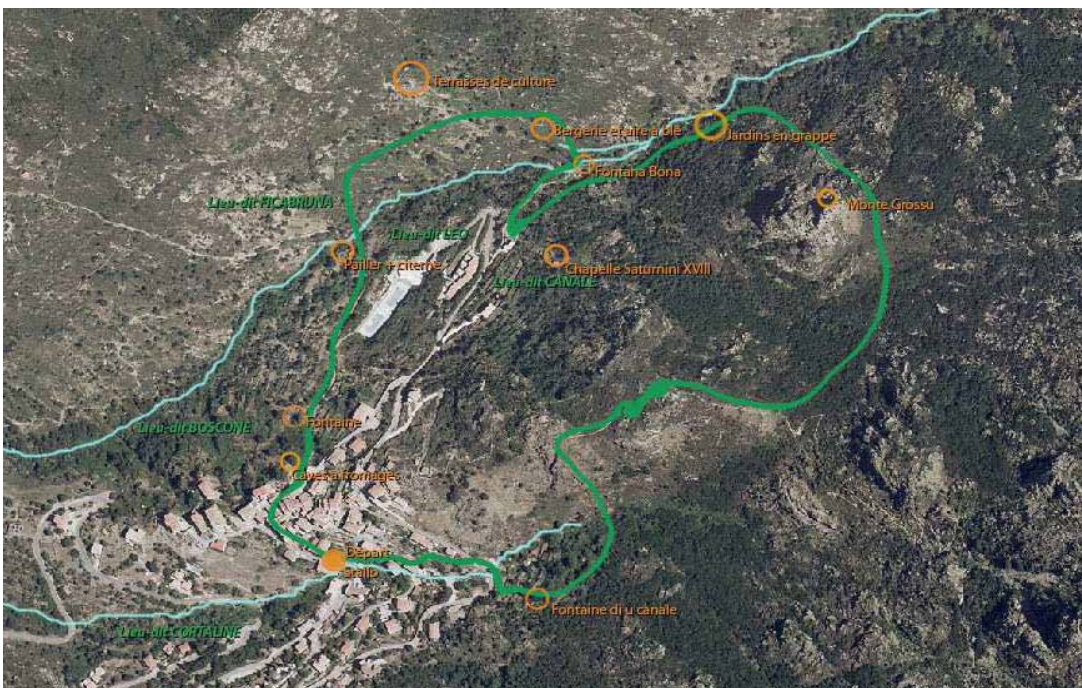 Terrasses de culture
Bergerie et aire à blé
Jardins en grappe
Fontana Bona
Lieu-dit FICABRUNA
Monte Grossu
Lieu-dit LEO
Pailler + citerne
Chapelle Saturnini XVIII
Lieu-dit CANALE
Fontaine
Lieu-dit BOSCONE
Caves à fromages
Départ
Stallo
Fontaine di u canale
Lieu-dit CORTALINE